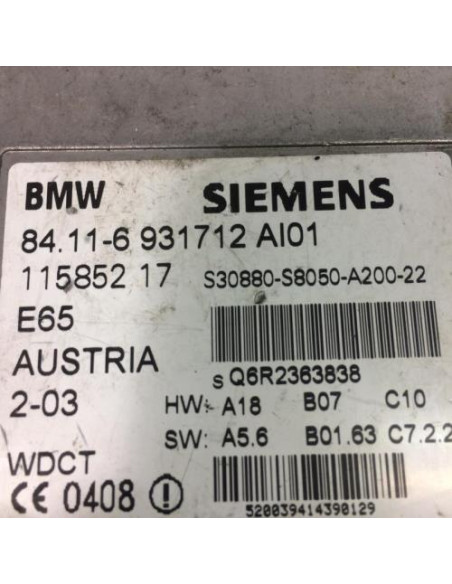 BMW SIEMENS
84.11-6 931712 AI01
115852 17 S30880-S8050-A200-22
E65
AUSTRIA
s Q6R2363838
2-03 HW: A18 B07 C10
SW: A5.6 B01.63 C7.2.2
WDCT
CE 0408
520039414390129